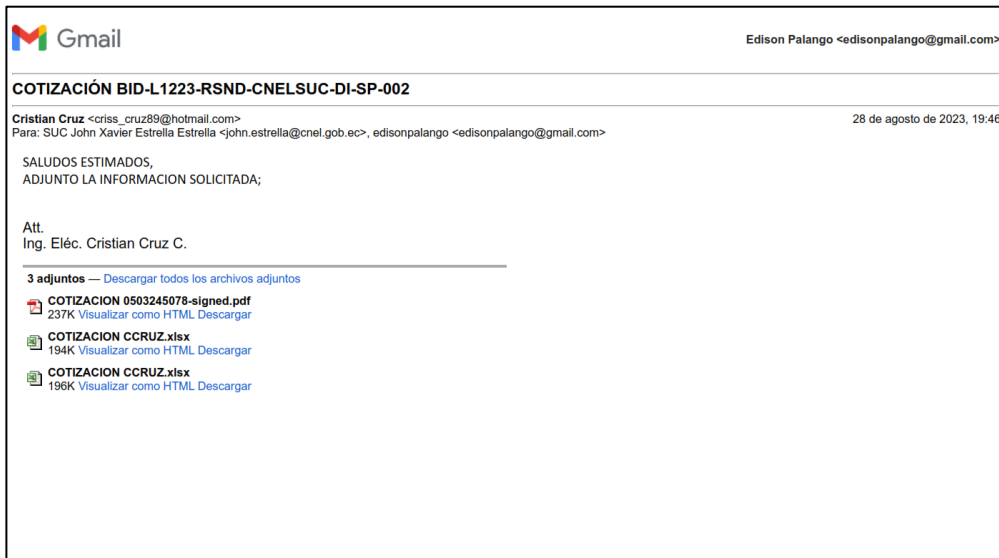 Gmail
Edison Palango <edisonpalango@gmail.com>
COTIZACIÓN BID-L1223-RSND-CNELSUC-DI-SP-002
Cristian Cruz <criss_cruz89@hotmail.com>
28 de agosto de 2023, 19:46
Para: SUC John Xavier Estrella Estrella <john.estrella@cnel.gob.ec>, edisonpalango <edisonpalango@gmail.com>
SALUDOS ESTIMADOS,
ADJUNTO LA INFORMACION SOLICITADA;
Att.
Ing. Eléc. Cristian Cruz C.
3 adjuntos — Descargar todos los archivos adjuntos
COTIZACION 0503245078-signed.pdf
237K Visualizar como HTML Descargar
COTIZACION CCRUZ.xlsx
194K Visualizar como HTML Descargar
COTIZACION CCRUZ.xlsx
196K Visualizar como HTML Descargar